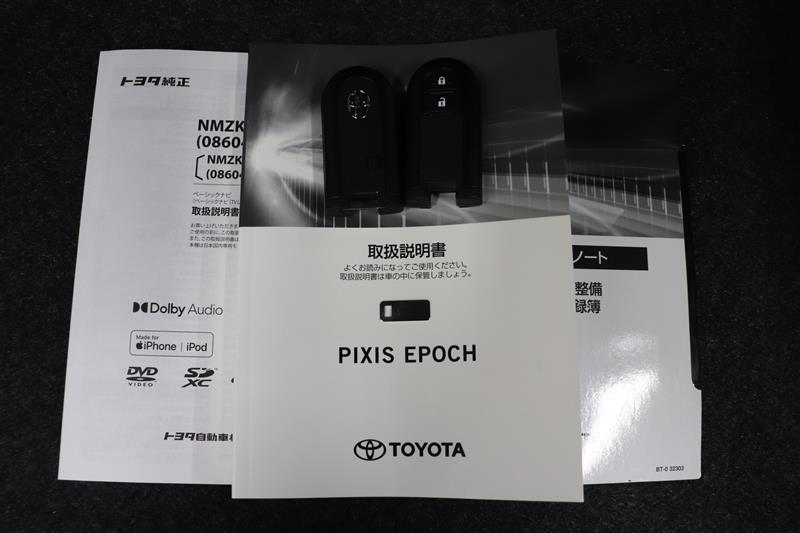 トヨタ純正
NMZK
(0860
NMZK
(0860
ベーシックナビ
取扱説明書
Dolby Audio
Made for
iPhone | iPod
DVD
VIDEO
SD
XC
トヨタ自動車株
取扱説明書
よくお読みになってご使用ください。
取扱説明書は車の中に保管しましょう。
PIXIS EPOCH
TOYOTA
ノート
整備
録簿
BT-0 32303